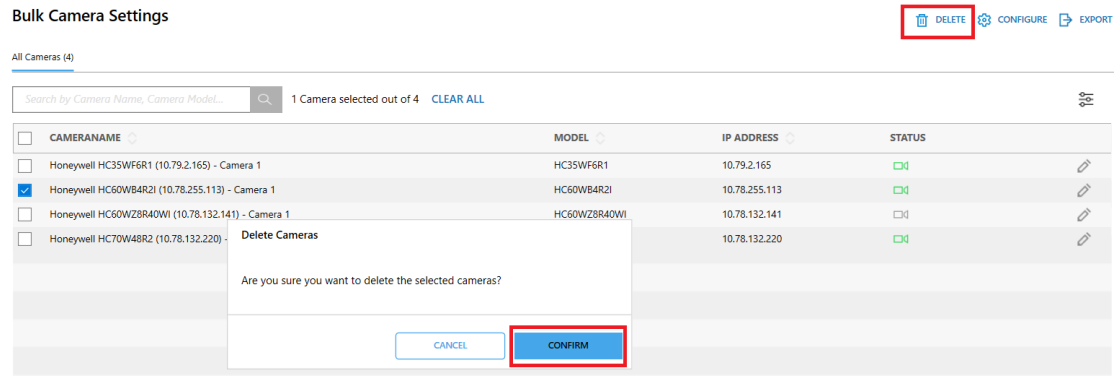 Bulk Camera Settings
DELETE CONFIGURE EXPORT
All Cameras (4)
Search by Camera Name, Camera Model... 1 Camera selected out of 4 CLEAR ALL
CAMERANAME MODEL IP ADDRESS STATUS
Honeywell HC35WF6R1 (10.79.2.165) - Camera 1 HC35WF6R1 10.79.2.165
Honeywell HC60WB4R2I (10.78.255.113) - Camera 1 HC60WB4R2I 10.78.255.113
Honeywell HC60WZ8R40WI (10.78.132.141) - Camera 1 HC60WZ8R40WI 10.78.132.141
Honeywell HC70W48R2 (10.78.132.220) - 10.78.132.220
Delete Cameras
Are you sure you want to delete the selected cameras?
CANCEL CONFIRM